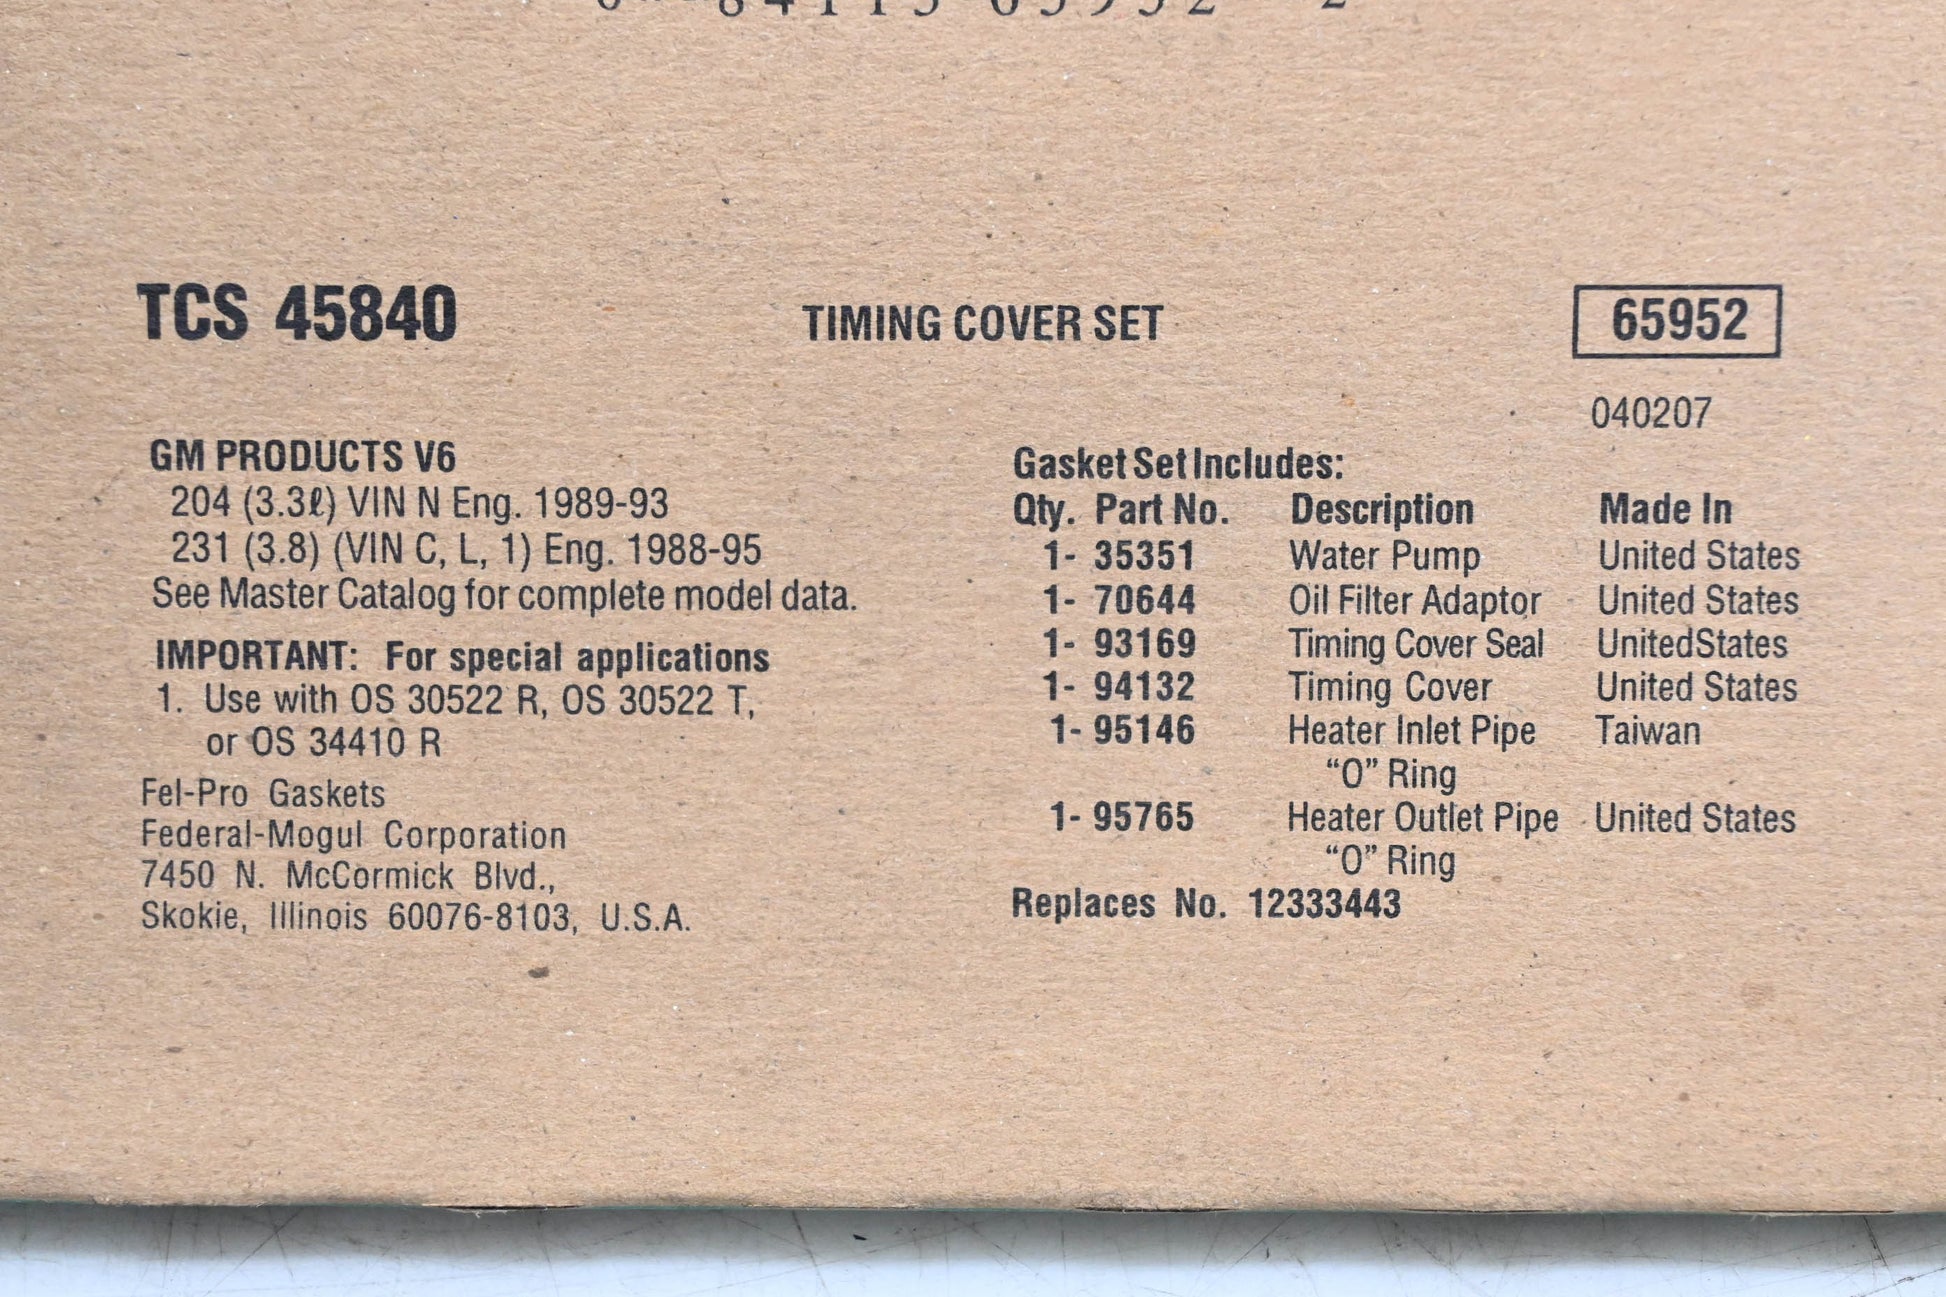 84113 65952 2
TCS 45840 TIMING COVER SET 65952
040207
GM PRODUCTS V6
204 (3.3ℓ) VIN N Eng. 1989-93
231 (3.8) (VIN C, L, 1) Eng. 1988-95
See Master Catalog for complete model data.
IMPORTANT: For special applications
1. Use with OS 30522 R, OS 30522 T,
or OS 34410 R
Fel-Pro Gaskets
Federal-Mogul Corporation
7450 N. McCormick Blvd.,
Skokie, Illinois 60076-8103, U.S.A.
Gasket Set Includes:
Qty. Part No. Description Made In
1- 35351 Water Pump United States
1- 70644 Oil Filter Adaptor United States
1- 93169 Timing Cover Seal UnitedStates
1- 94132 Timing Cover United States
1- 95146 Heater Inlet Pipe Taiwan
“O” Ring
1- 95765 Heater Outlet Pipe United States
“O” Ring
Replaces No. 12333443